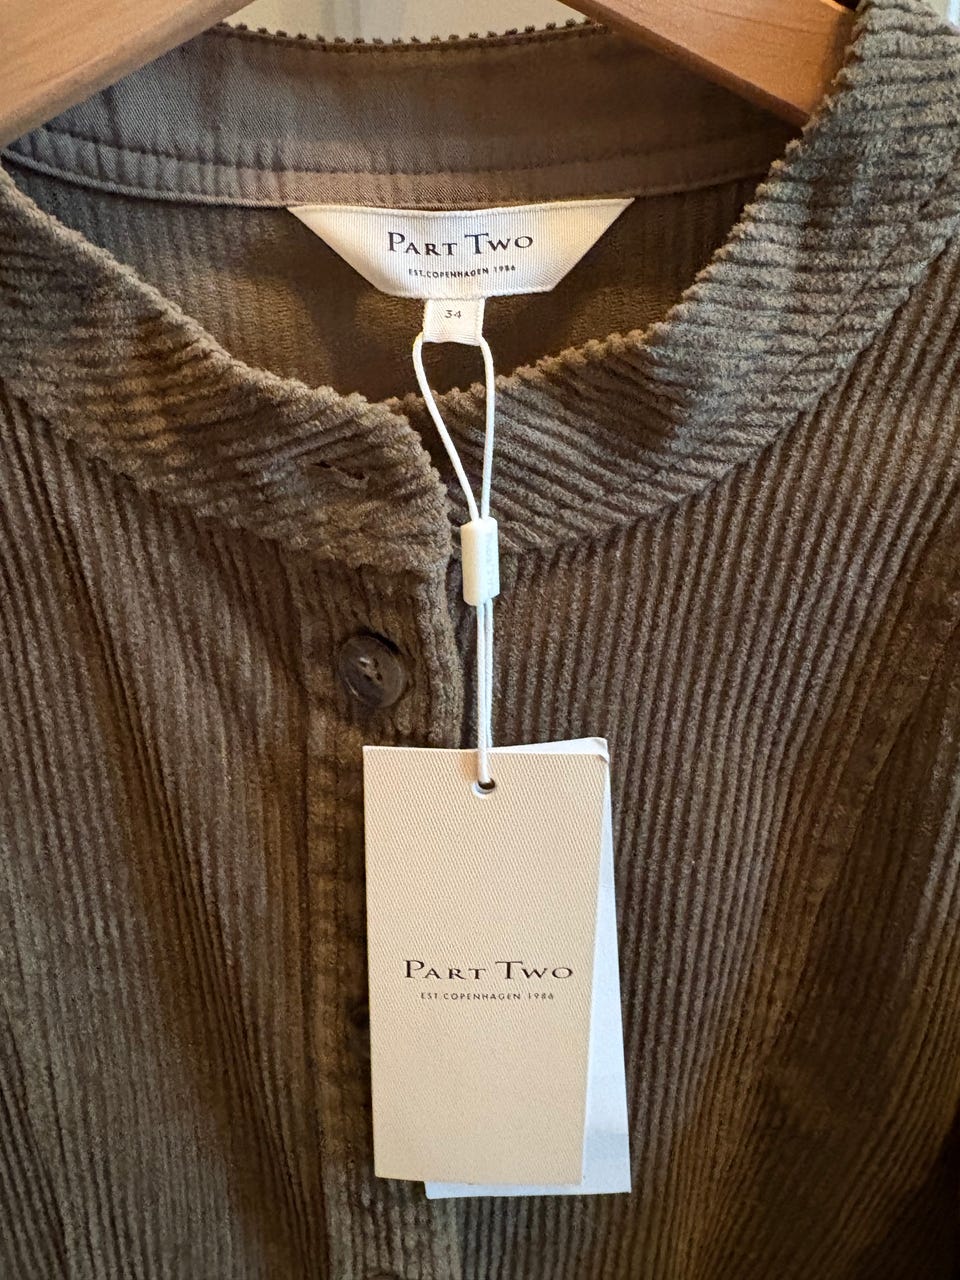 PART TWO
EST. COPENHAGEN 1986
34
PART TWO
EST. COPENHAGEN 1986